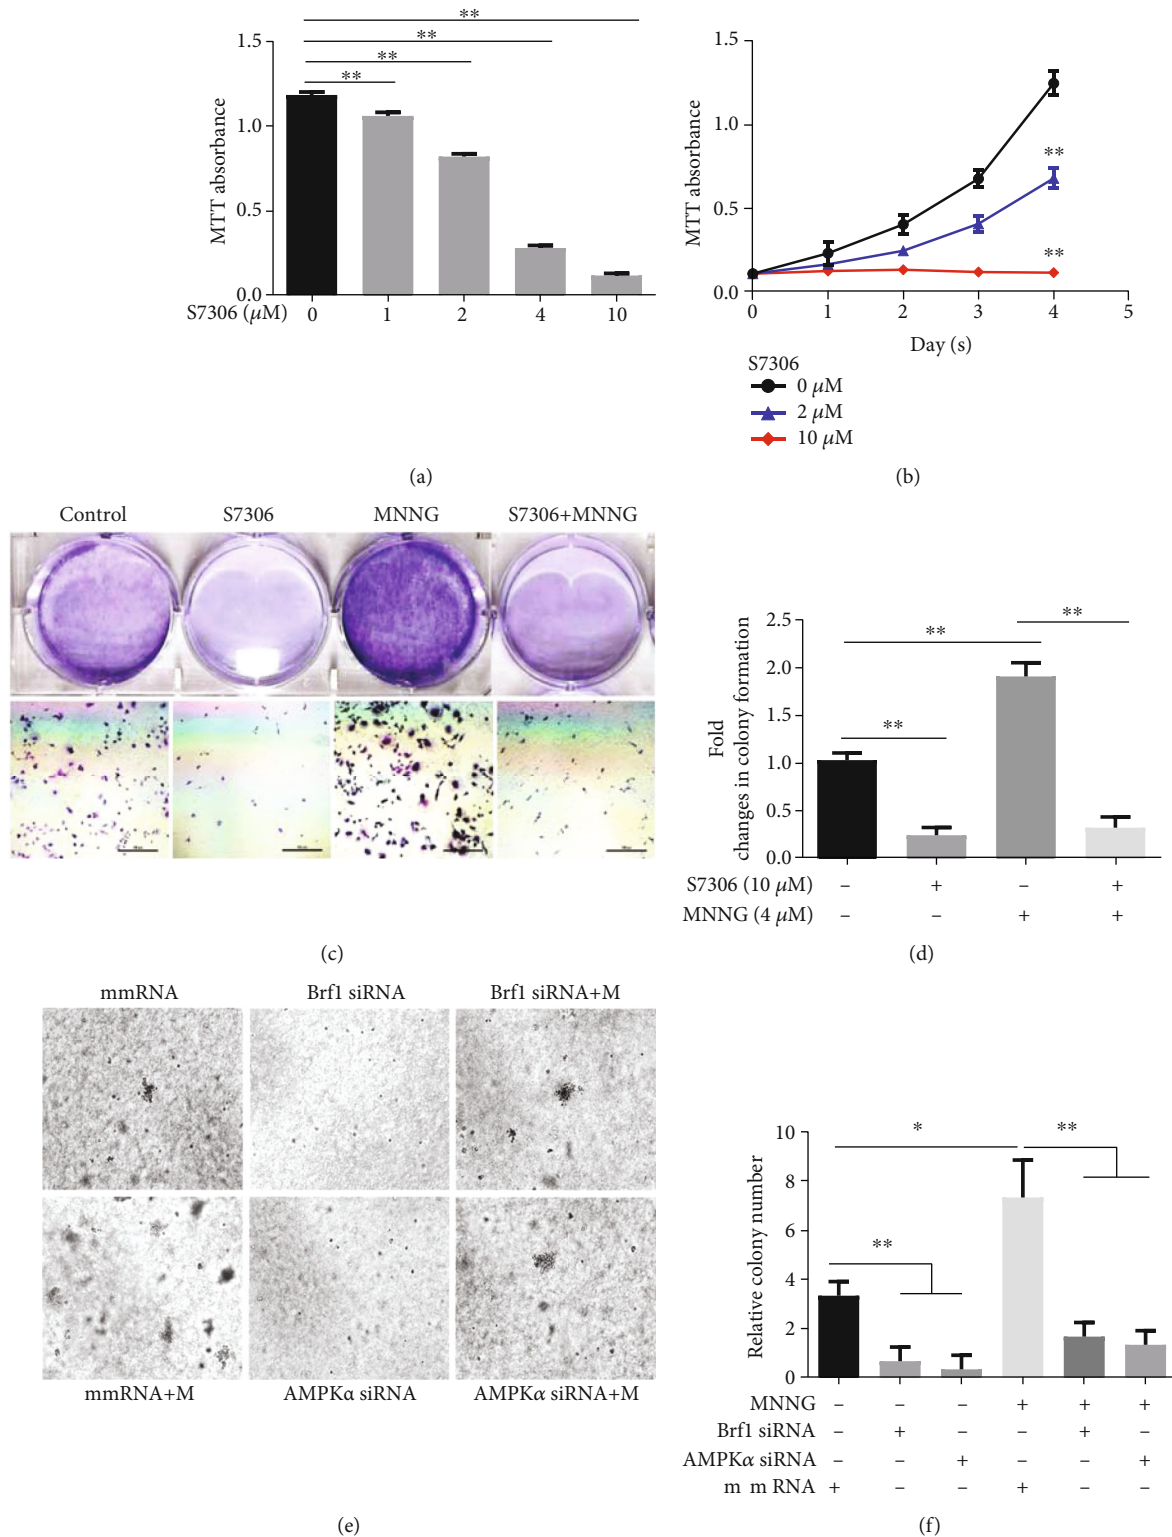 **
**
**
**
1.5
1.0
0.5
0.0
MTT absorbance
S7306 (μM) 0 1 2 4 10
(a)
1.5
1.0
0.5
0.0
MTT absorbance
**
**
0 1 2 3 4 5
Day (s)
S7306
0 μM
2 μM
10 μM
(b)
Control S7306 MNNG S7306+MNNG
(c)
2.5
2.0
1.5
1.0
0.5
0.0
Fold
changes in colony formation
**
**
**
S7306 (10 μM) – + – +
MNNG (4 μM) – – + +
(d)
mmRNA Brf1 siRNA Brf1 siRNA+M
mmRNA+M AMPKα siRNA AMPKα siRNA+M
(e)
10
8
6
4
2
0
Relative colony number
*
**
**
MNNG – – – + + +
Brf1 siRNA – + – – + –
AMPKα siRNA – – + – – +
m m RNA + – – + – –
(f)